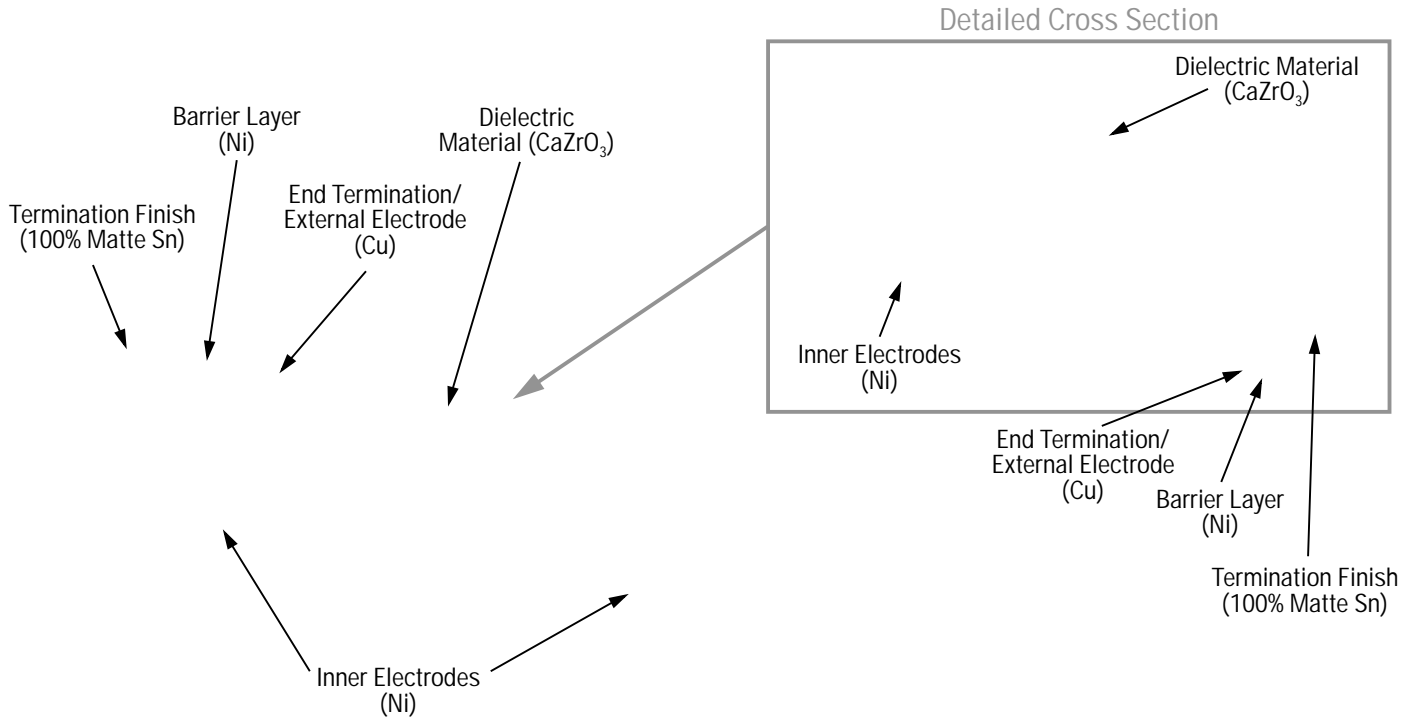 Detailed Cross Section
Dielectric Material
(CaZrO₃)
Barrier Layer
(Ni)
Dielectric
Material (CaZrO₃)
End Termination/
External Electrode
(Cu)
Termination Finish
(100% Matte Sn)
Inner Electrodes
(Ni)
End Termination/
External Electrode
(Cu)
Barrier Layer
(Ni)
Termination Finish
(100% Matte Sn)
Inner Electrodes
(Ni)